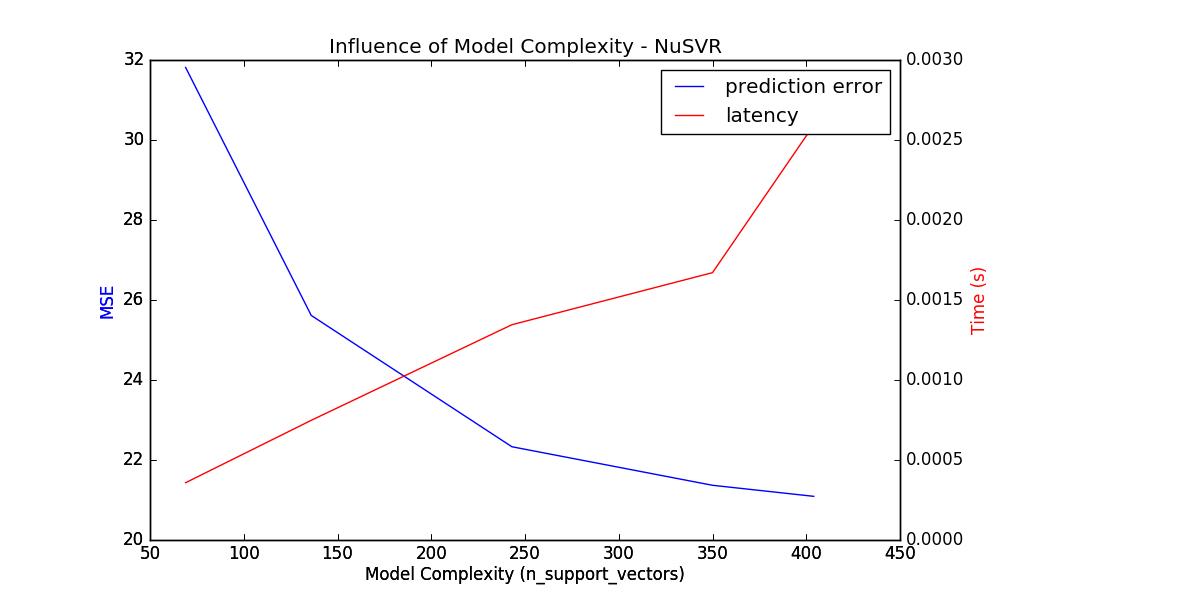 Influence of Model Complexity - NuSVR
prediction error
latency
32
30
28
26
24
22
20
MSE
0.0030
0.0025
0.0020
0.0015
0.0010
0.0005
0.0000
Time (s)
50 100 150 200 250 300 350 400 450
Model Complexity (n_support_vectors)